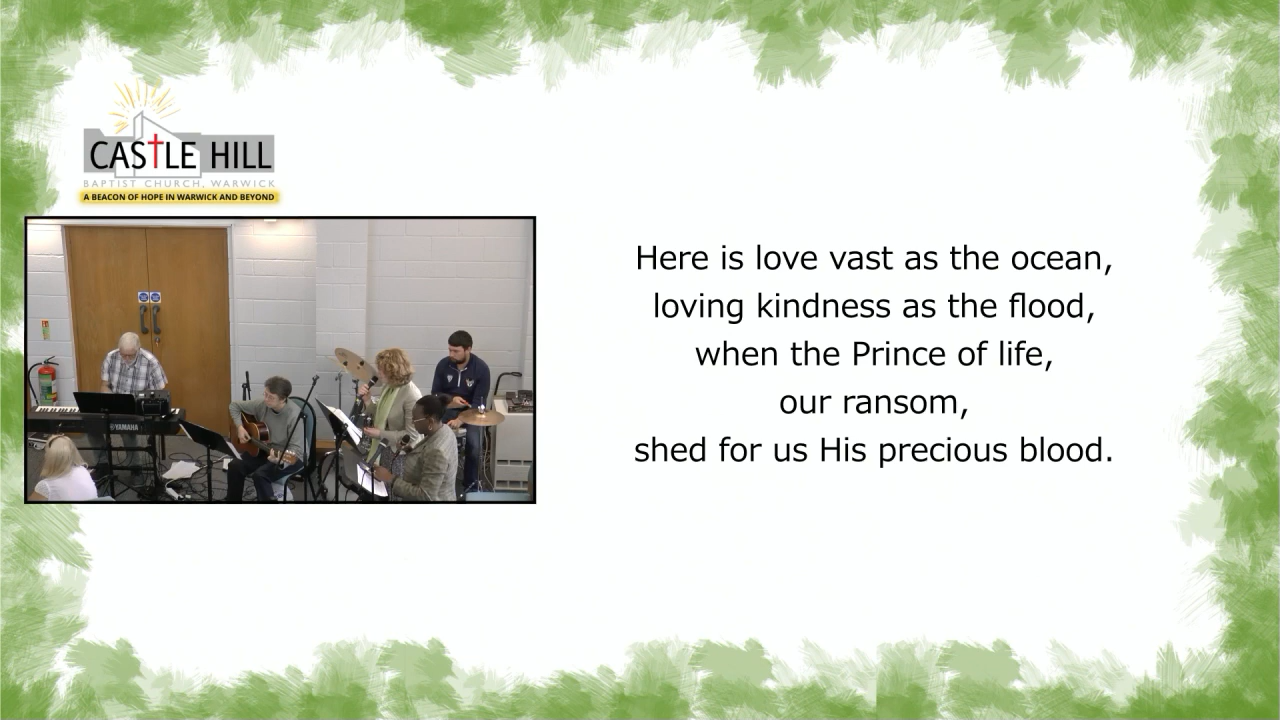 CASTLE HILL
BAPTIST CHURCH, WARWICK
A BEACON OF HOPE IN WARWICK AND BEYOND
YAMAHA
Here is love vast as the ocean,
loving kindness as the flood,
when the Prince of life,
our ransom,
shed for us His precious blood.